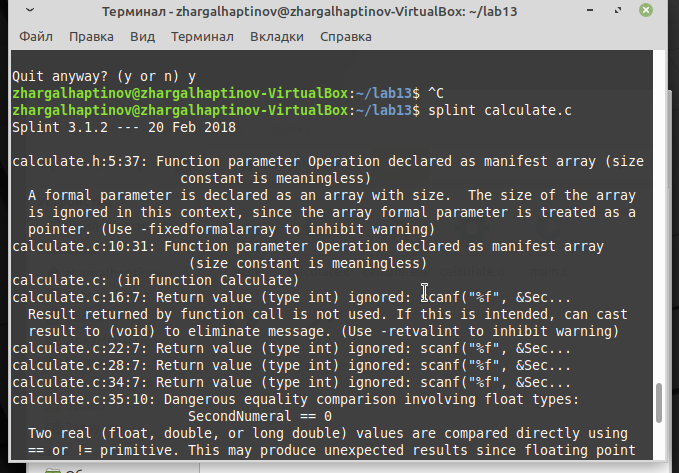 Терминал - zhargalhaptinov@zhargalhaptinov-VirtualBox: ~/lab13
Файл Правка Вид Терминал Вкладки Справка
Quit anyway? (y or n) y
zhargalhaptinov@zhargalhaptinov-VirtualBox:~/lab13$ ^C
zhargalhaptinov@zhargalhaptinov-VirtualBox:~/lab13$ splint calculate.c
Splint 3.1.2 --- 20 Feb 2018
calculate.h:5:37: Function parameter Operation declared as manifest array (size
constant is meaningless)
A formal parameter is declared as an array with size.  The size of the array
is ignored in this context, since the array formal parameter is treated as a
pointer. (Use -fixedformalarray to inhibit warning)
calculate.c:10:31: Function parameter Operation declared as manifest array
(size constant is meaningless)
calculate.c: (in function Calculate)
calculate.c:16:7: Return value (type int) ignored: scanf("%f", &Sec...
Result returned by function call is not used. If this is intended, can cast
result to (void) to eliminate message. (Use -retvalint to inhibit warning)
calculate.c:22:7: Return value (type int) ignored: scanf("%f", &Sec...
calculate.c:28:7: Return value (type int) ignored: scanf("%f", &Sec...
calculate.c:34:7: Return value (type int) ignored: scanf("%f", &Sec...
calculate.c:35:10: Dangerous equality comparison involving float types:
SecondNumeral == 0
Two real (float, double, or long double) values are compared directly using
== or != primitive. This may produce unexpected results since floating point